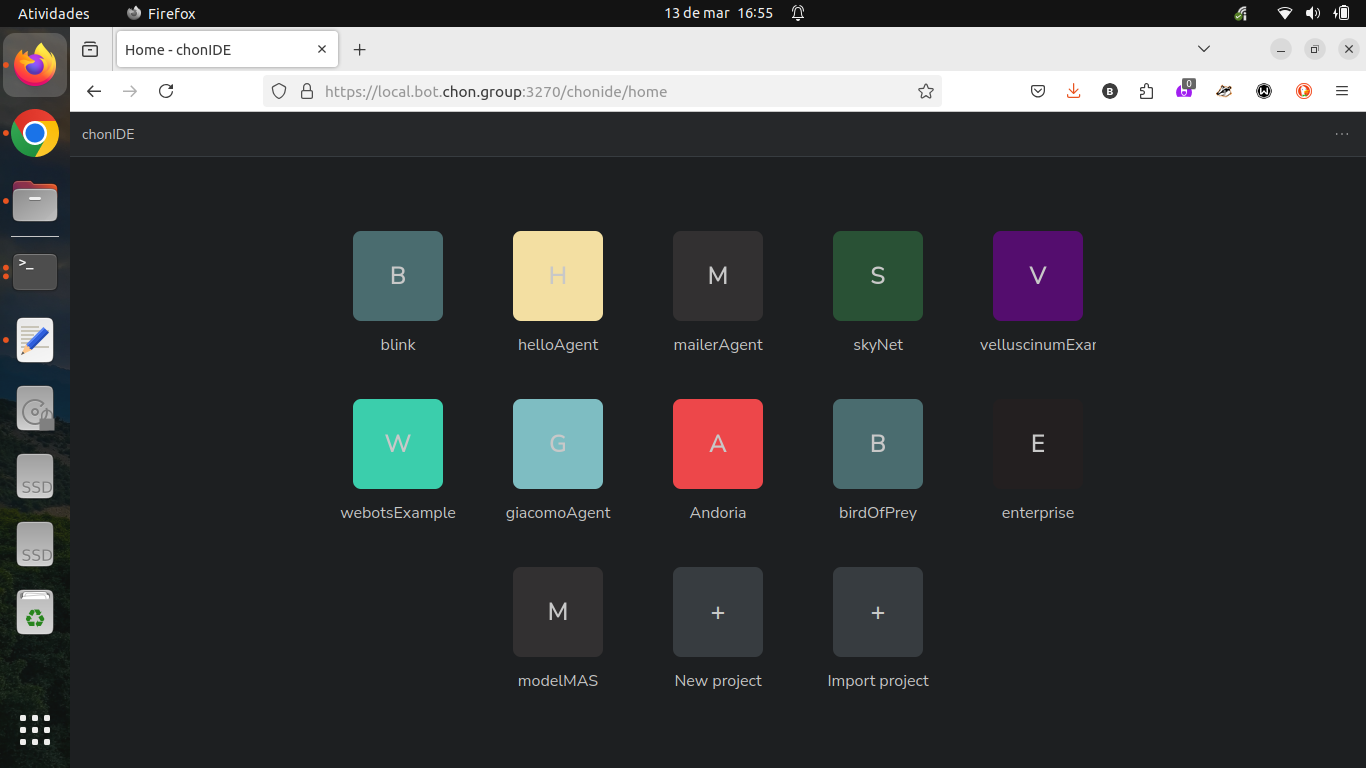 Atividades Firefox 13 de mar 16:55
Home - chonIDE
https://local.bot.chon.group:3270/chonide/home
0
B
chonIDE
B H M S V
blink helloAgent mailerAgent skyNet velluscinumExar
W G A B E
webotsExample giacomoAgent Andoria birdOfPrey enterprise
M + +
modelMAS New project Import project
>_
SSD
SSD